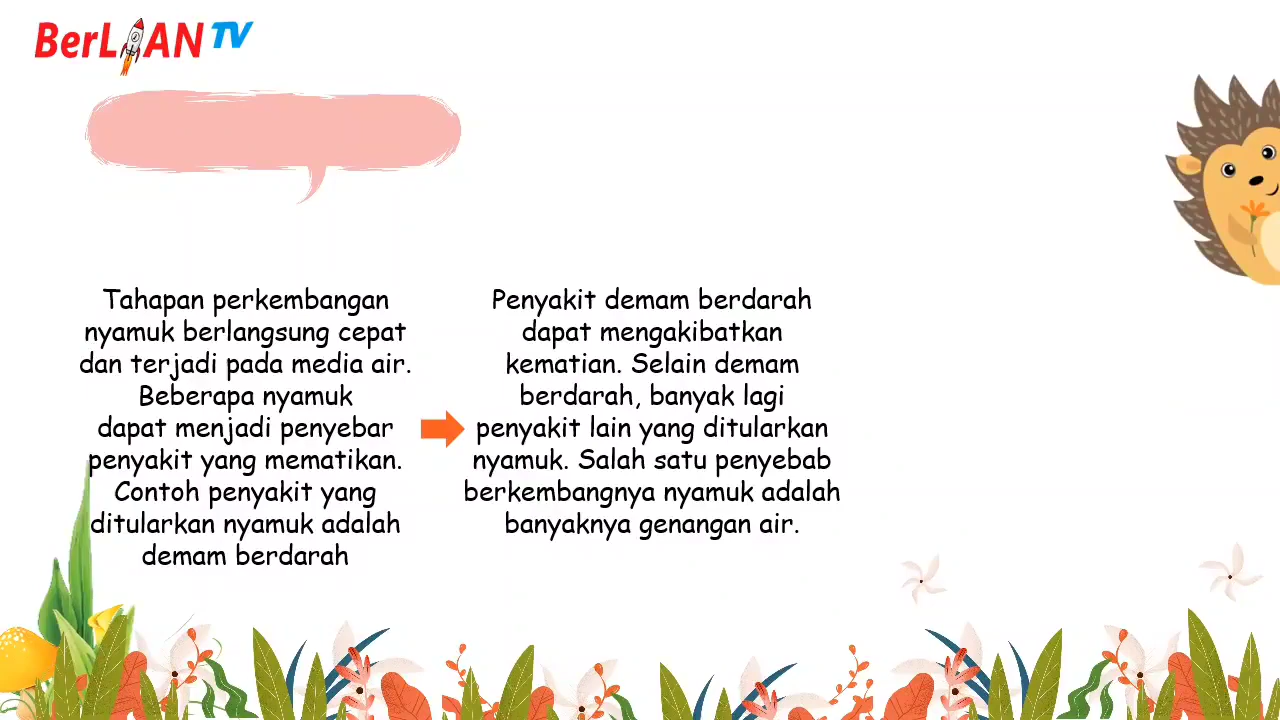 BerLIAN TV
Tahapan perkembangan
nyamuk berlangsung cepat
dan terjadi pada media air.
Beberapa nyamuk
dapat menjadi penyebar
penyakit yang mematikan.
Contoh penyakit yang
ditularkan nyamuk adalah
demam berdarah
Penyakit demam berdarah
dapat mengakibatkan
kematian. Selain demam
berdarah, banyak lagi
penyakit lain yang ditularkan
nyamuk. Salah satu penyebab
berkembangnya nyamuk adalah
banyaknya genangan air.